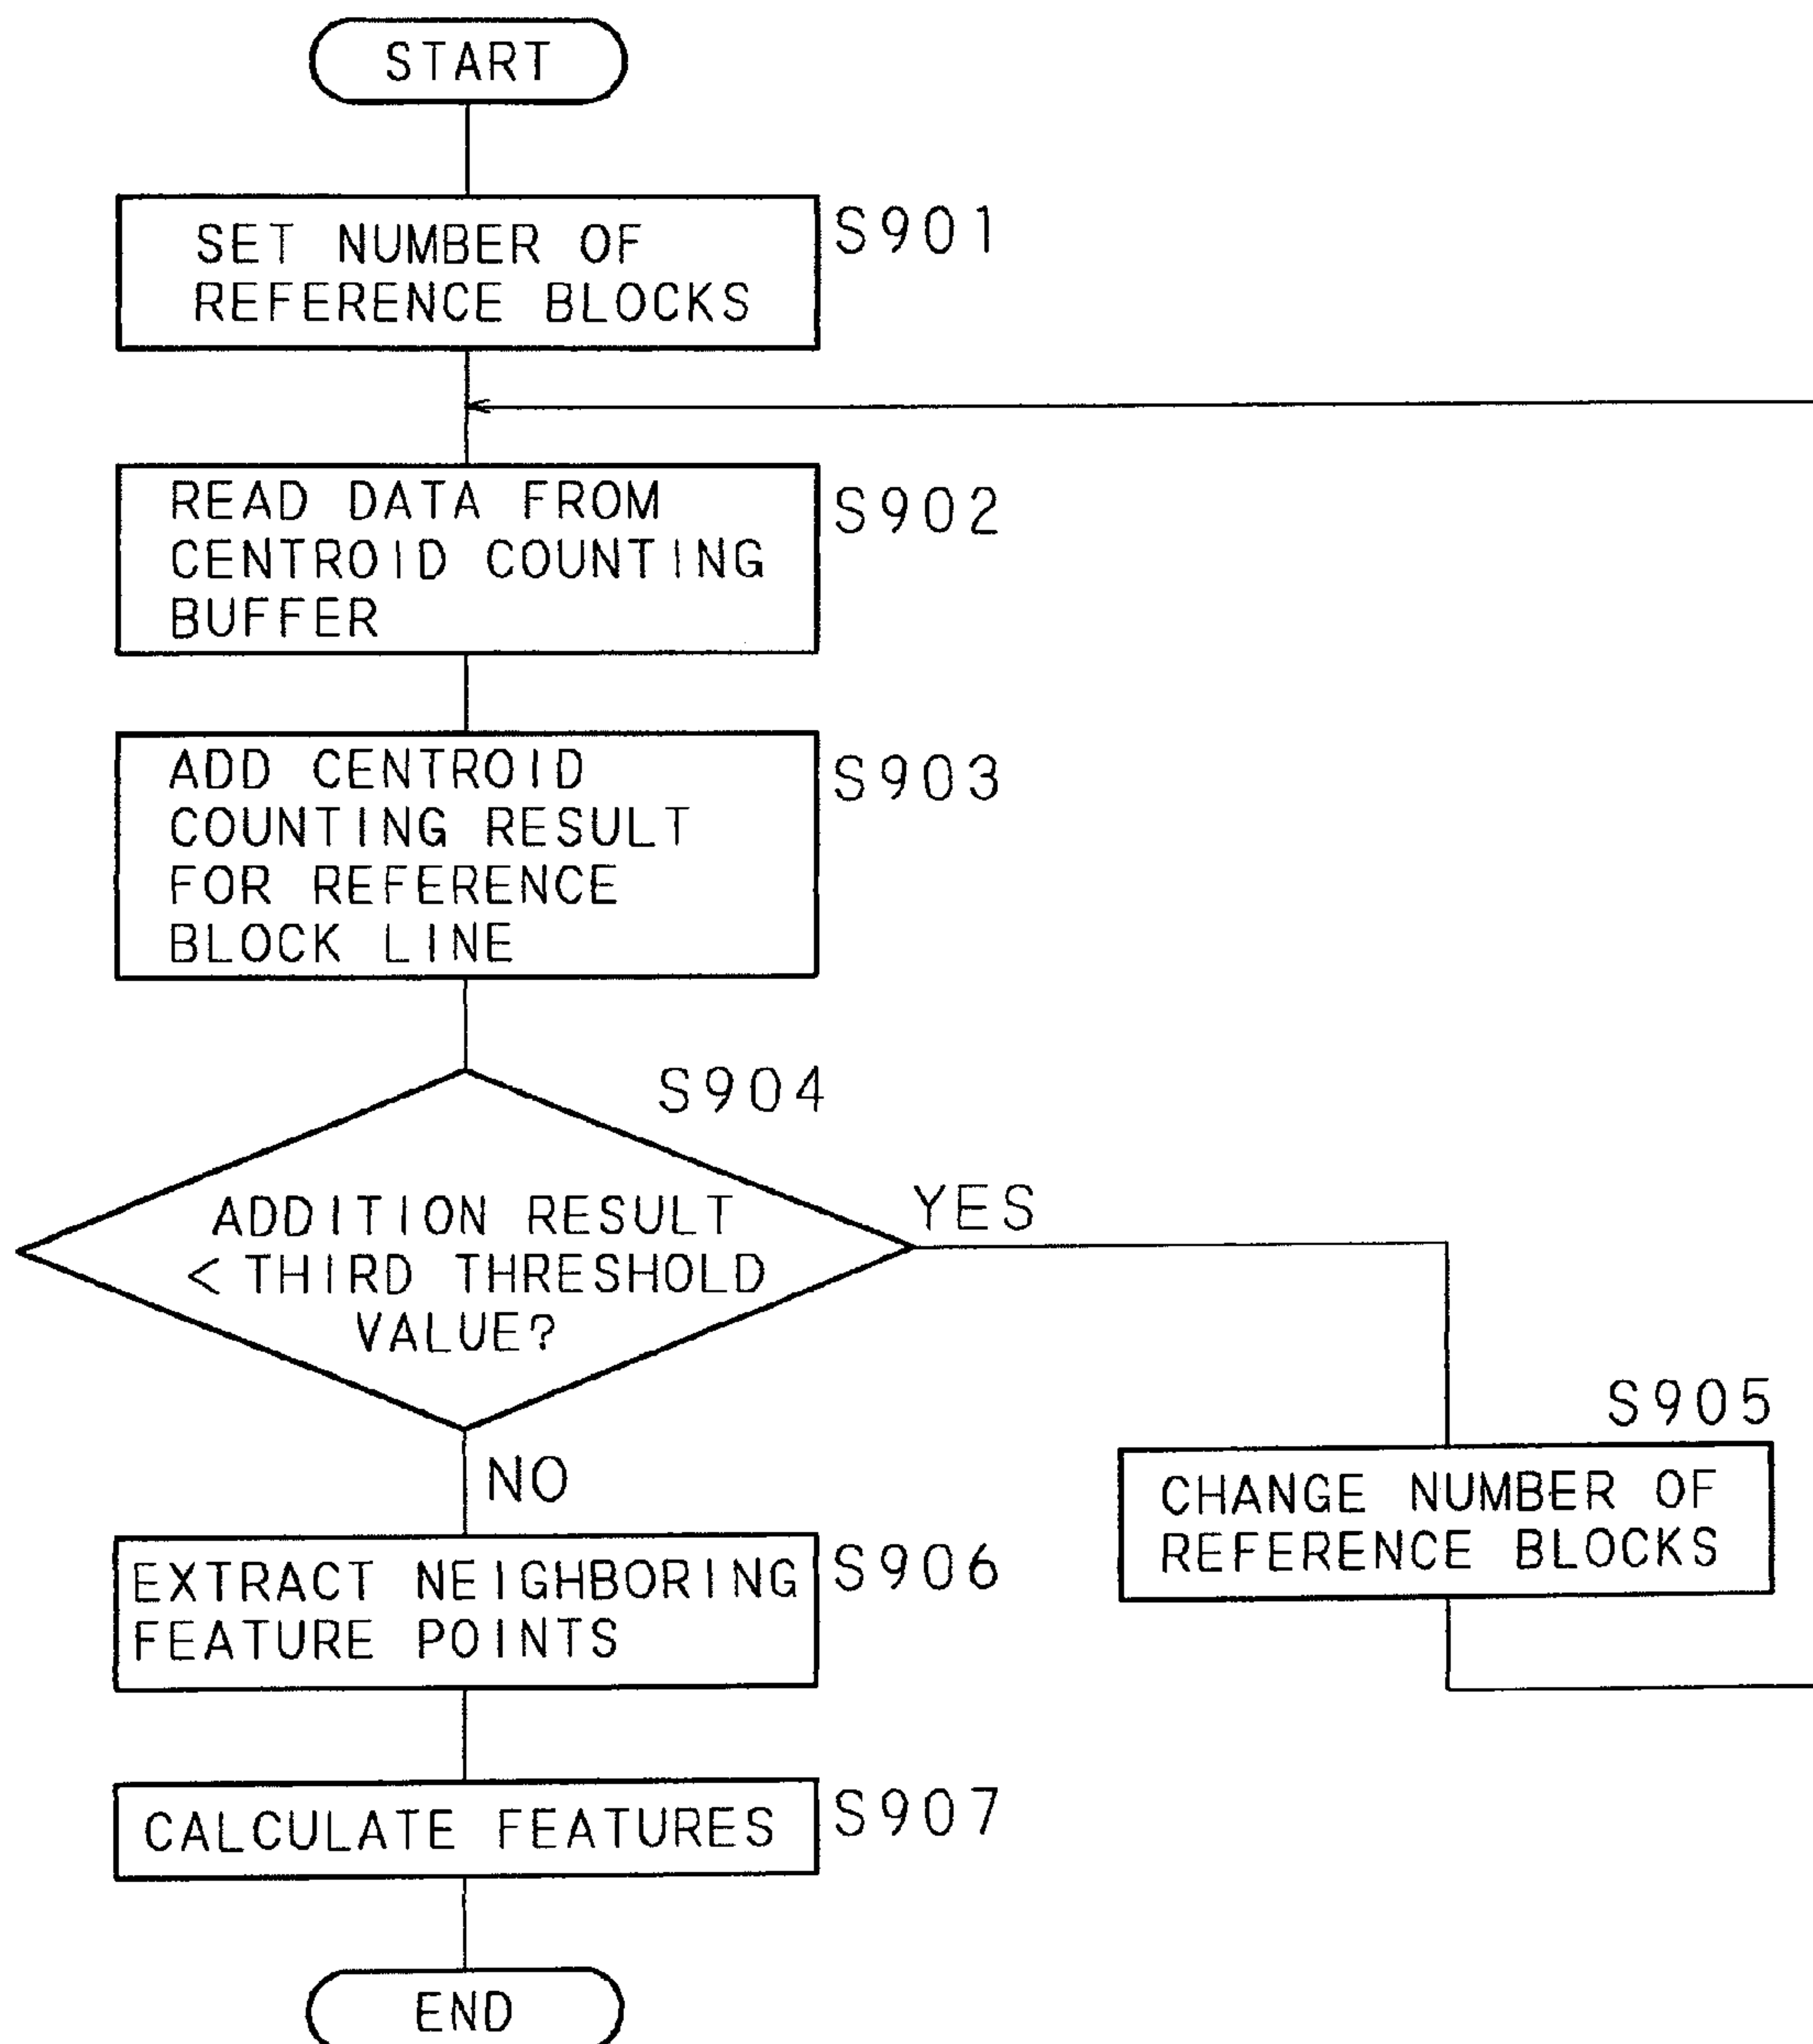 START
SET NUMBER OF
REFERENCE BLOCKS
S901
READ DATA FROM
CENTROID COUNTING
BUFFER
S902
ADD CENTROID
COUNTING RESULT
FOR REFERENCE
BLOCK LINE
S903
S904
ADDITION RESULT
< THIRD THRESHOLD
VALUE?
YES
NO
S905
CHANGE NUMBER OF
REFERENCE BLOCKS
EXTRACT NEIGHBORING
FEATURE POINTS
S906
CALCULATE FEATURES
S907
END